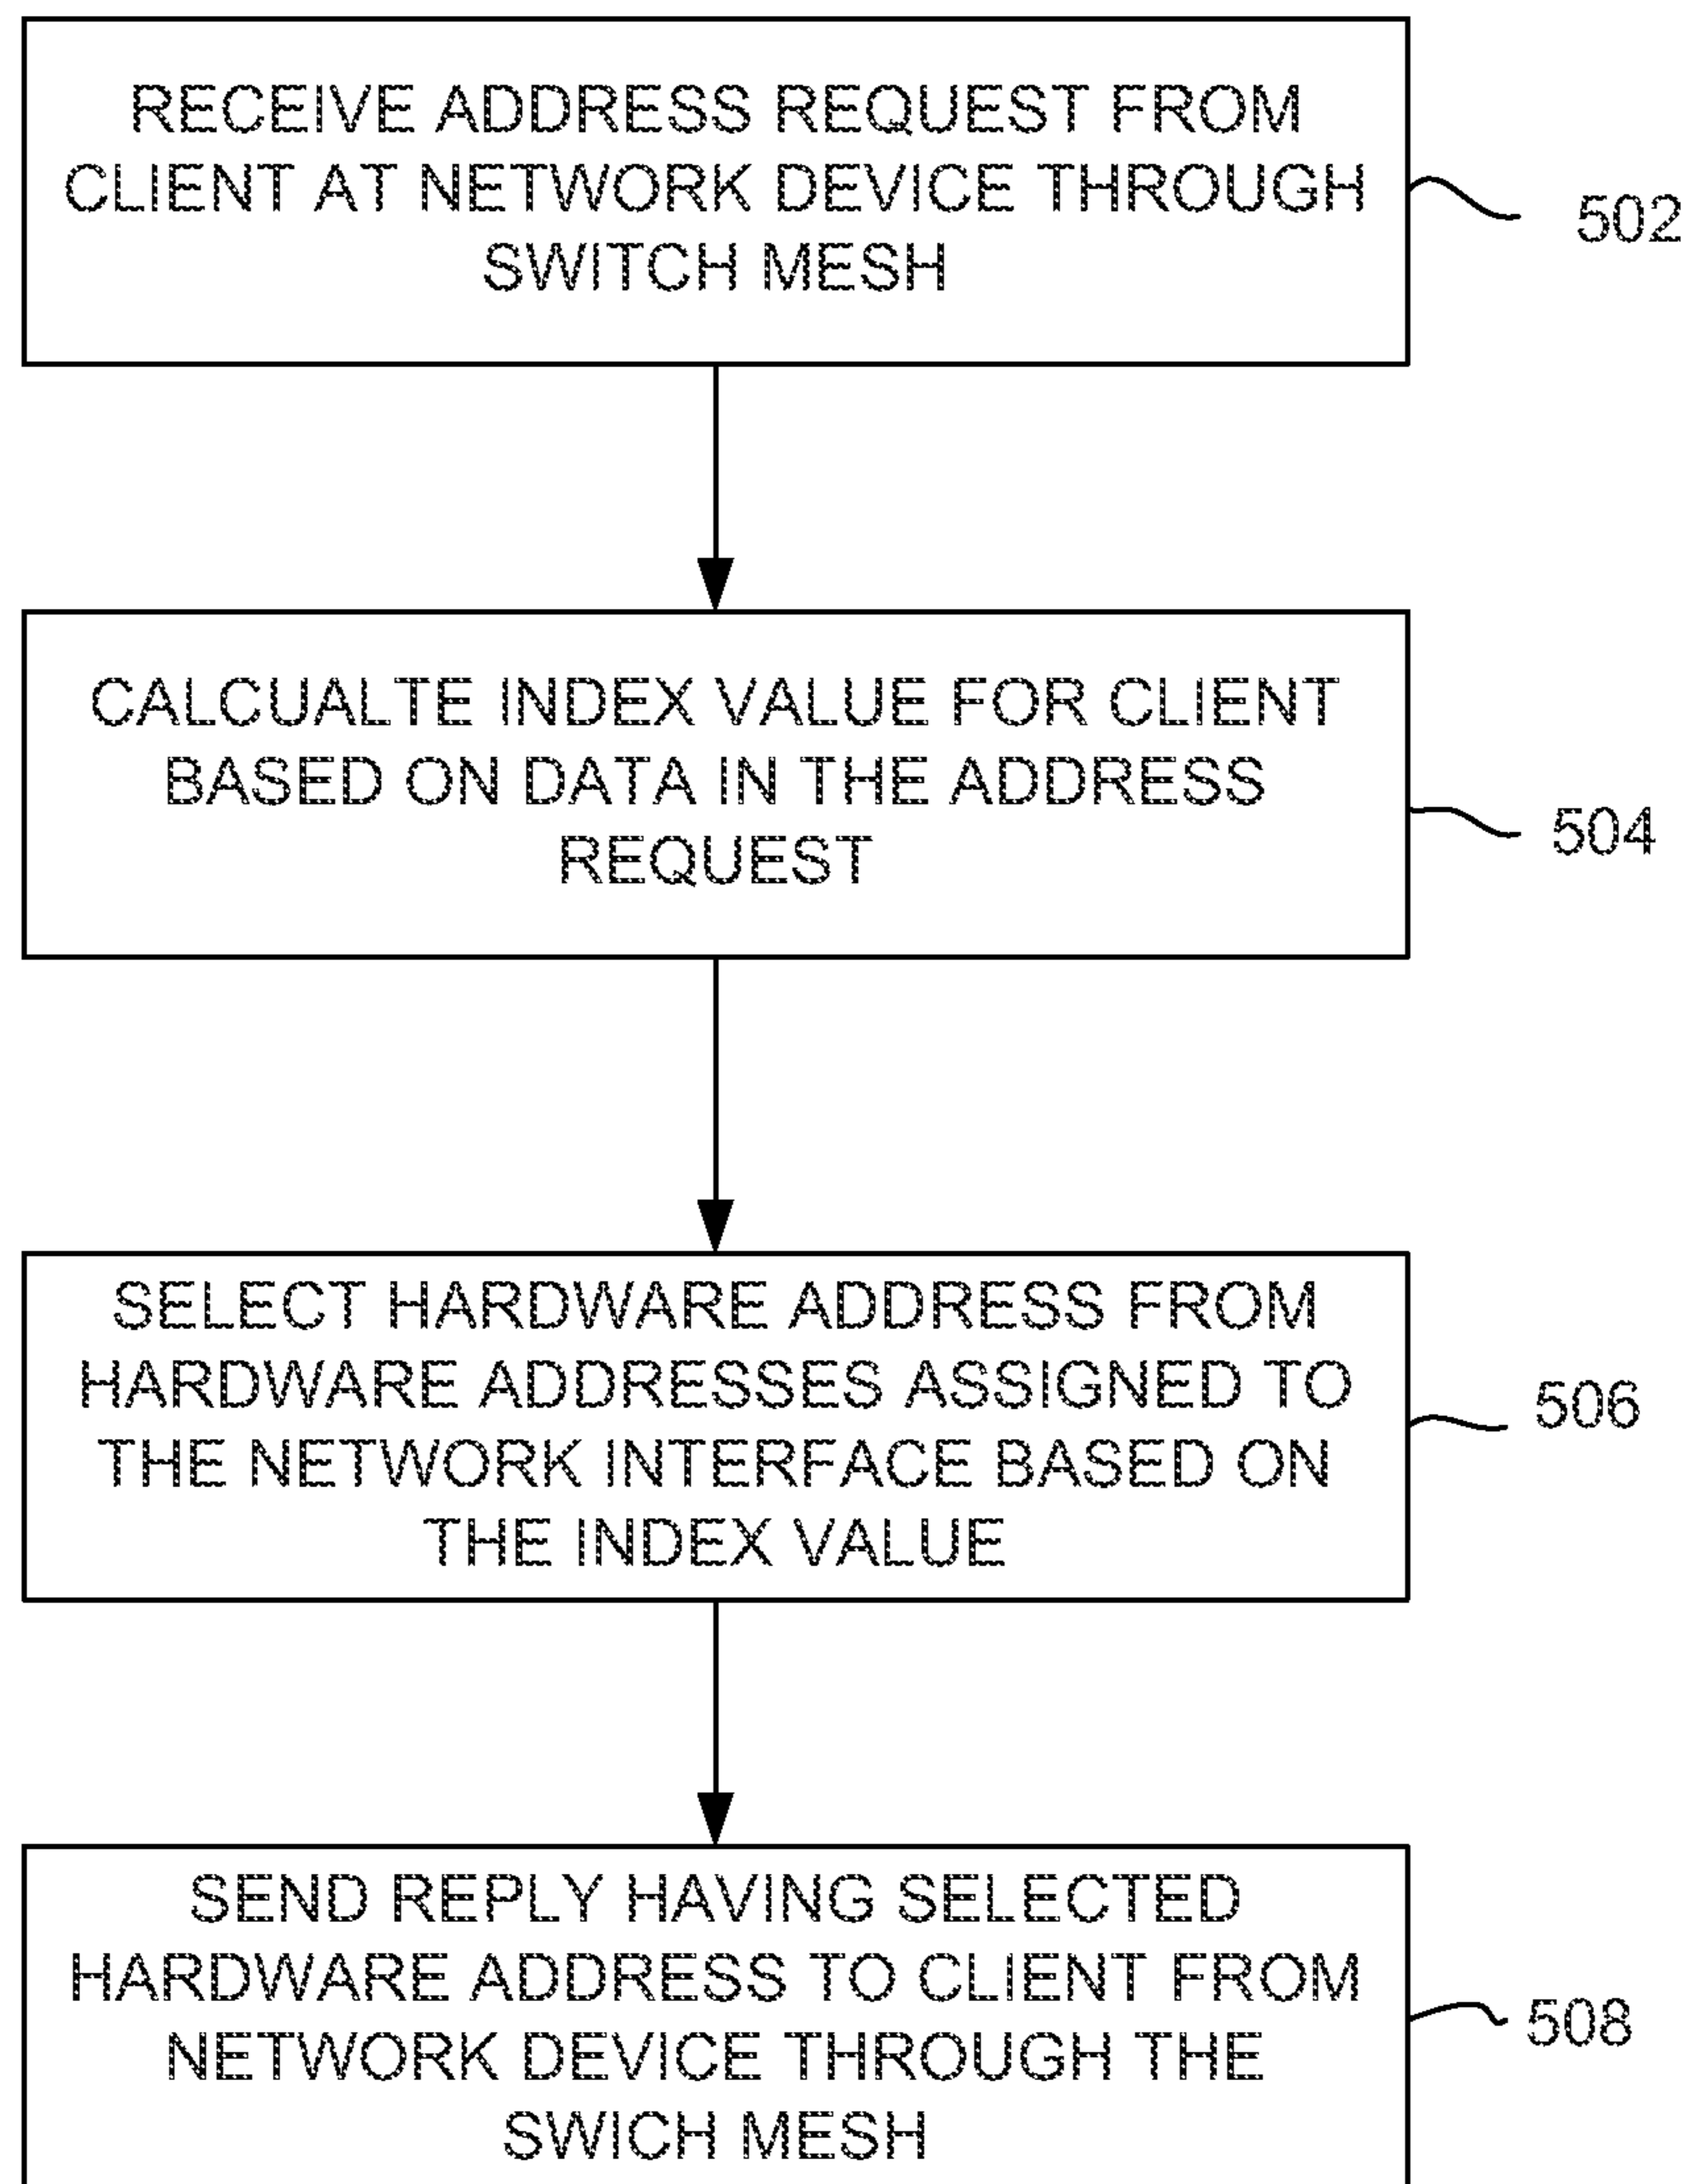 RECEIVE ADDRESS REQUEST FROM
CLIENT AT NETWORK DEVICE THROUGH
SWITCH MESH
502
CALCUALTE INDEX VALUE FOR CLIENT
BASED ON DATA IN THE ADDRESS
REQUEST
504
SELECT HARDWARE ADDRESS FROM
HARDWARE ADDRESSES ASSIGNED TO
THE NETWORK INTERFACE BASED ON
THE INDEX VALUE
506
SEND REPLY HAVING SELECTED
HARDWARE ADDRESS TO CLIENT FROM
NETWORK DEVICE THROUGH THE
SWICH MESH
508